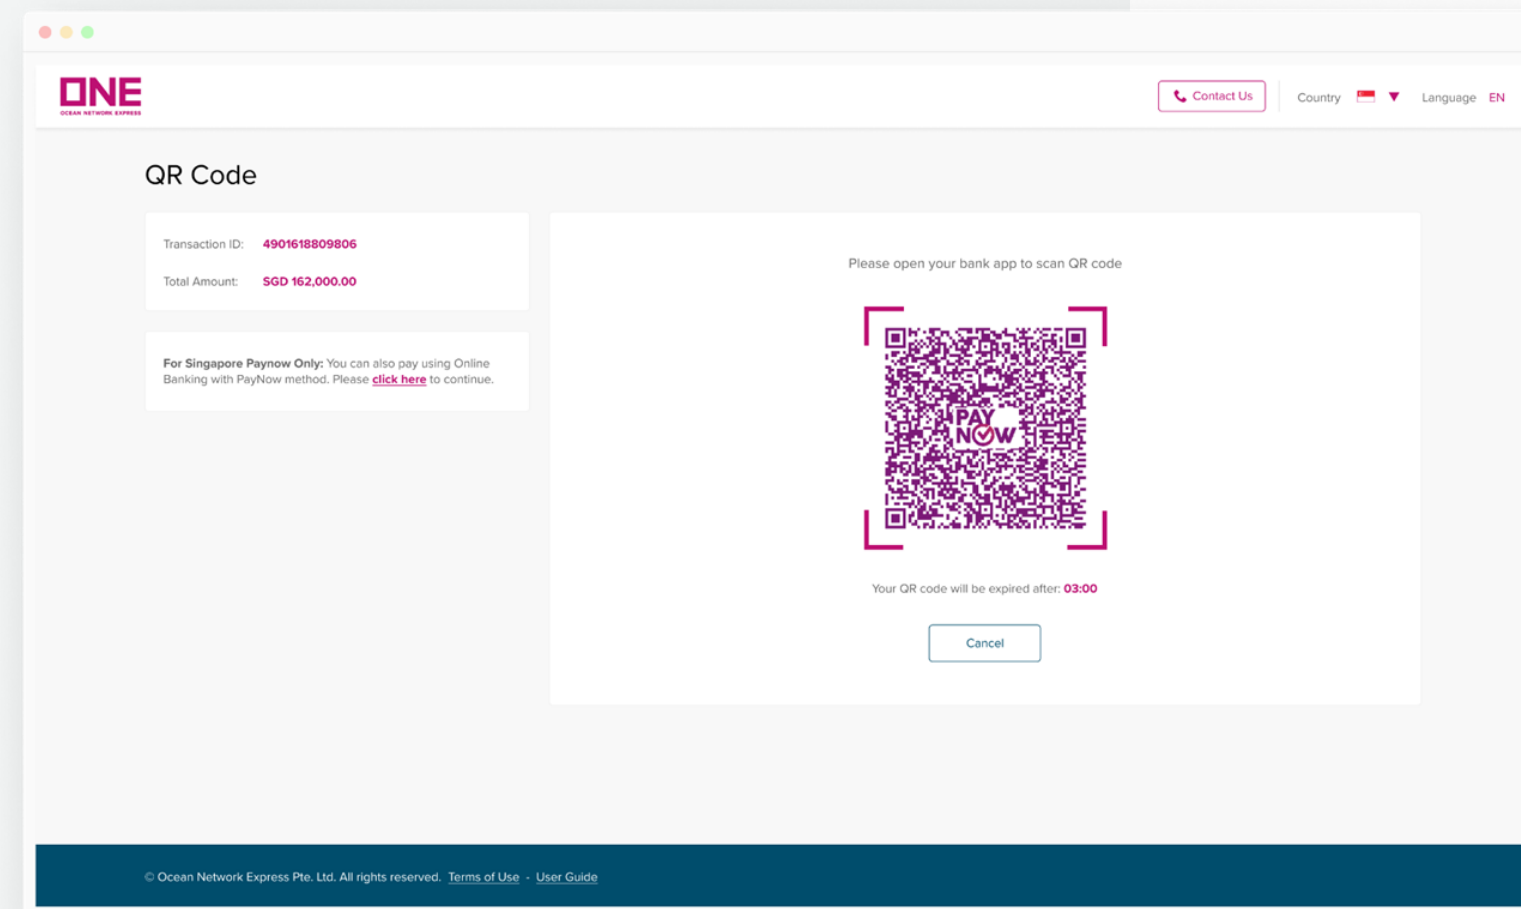 ONE
OCEAN NETWORK EXPRESS
Contact Us
Country
Language EN
QR Code
Transaction ID: 4901618809806
Total Amount: SGD 162,000.00
For Singapore Paynow Only: You can also pay using Online
Banking with PayNow method. Please click here to continue.
Please open your bank app to scan QR code
PAY
NOW
Your QR code will be expired after: 03:00
Cancel
© Ocean Network Express Pte. Ltd. All rights reserved. Terms of Use - User Guide